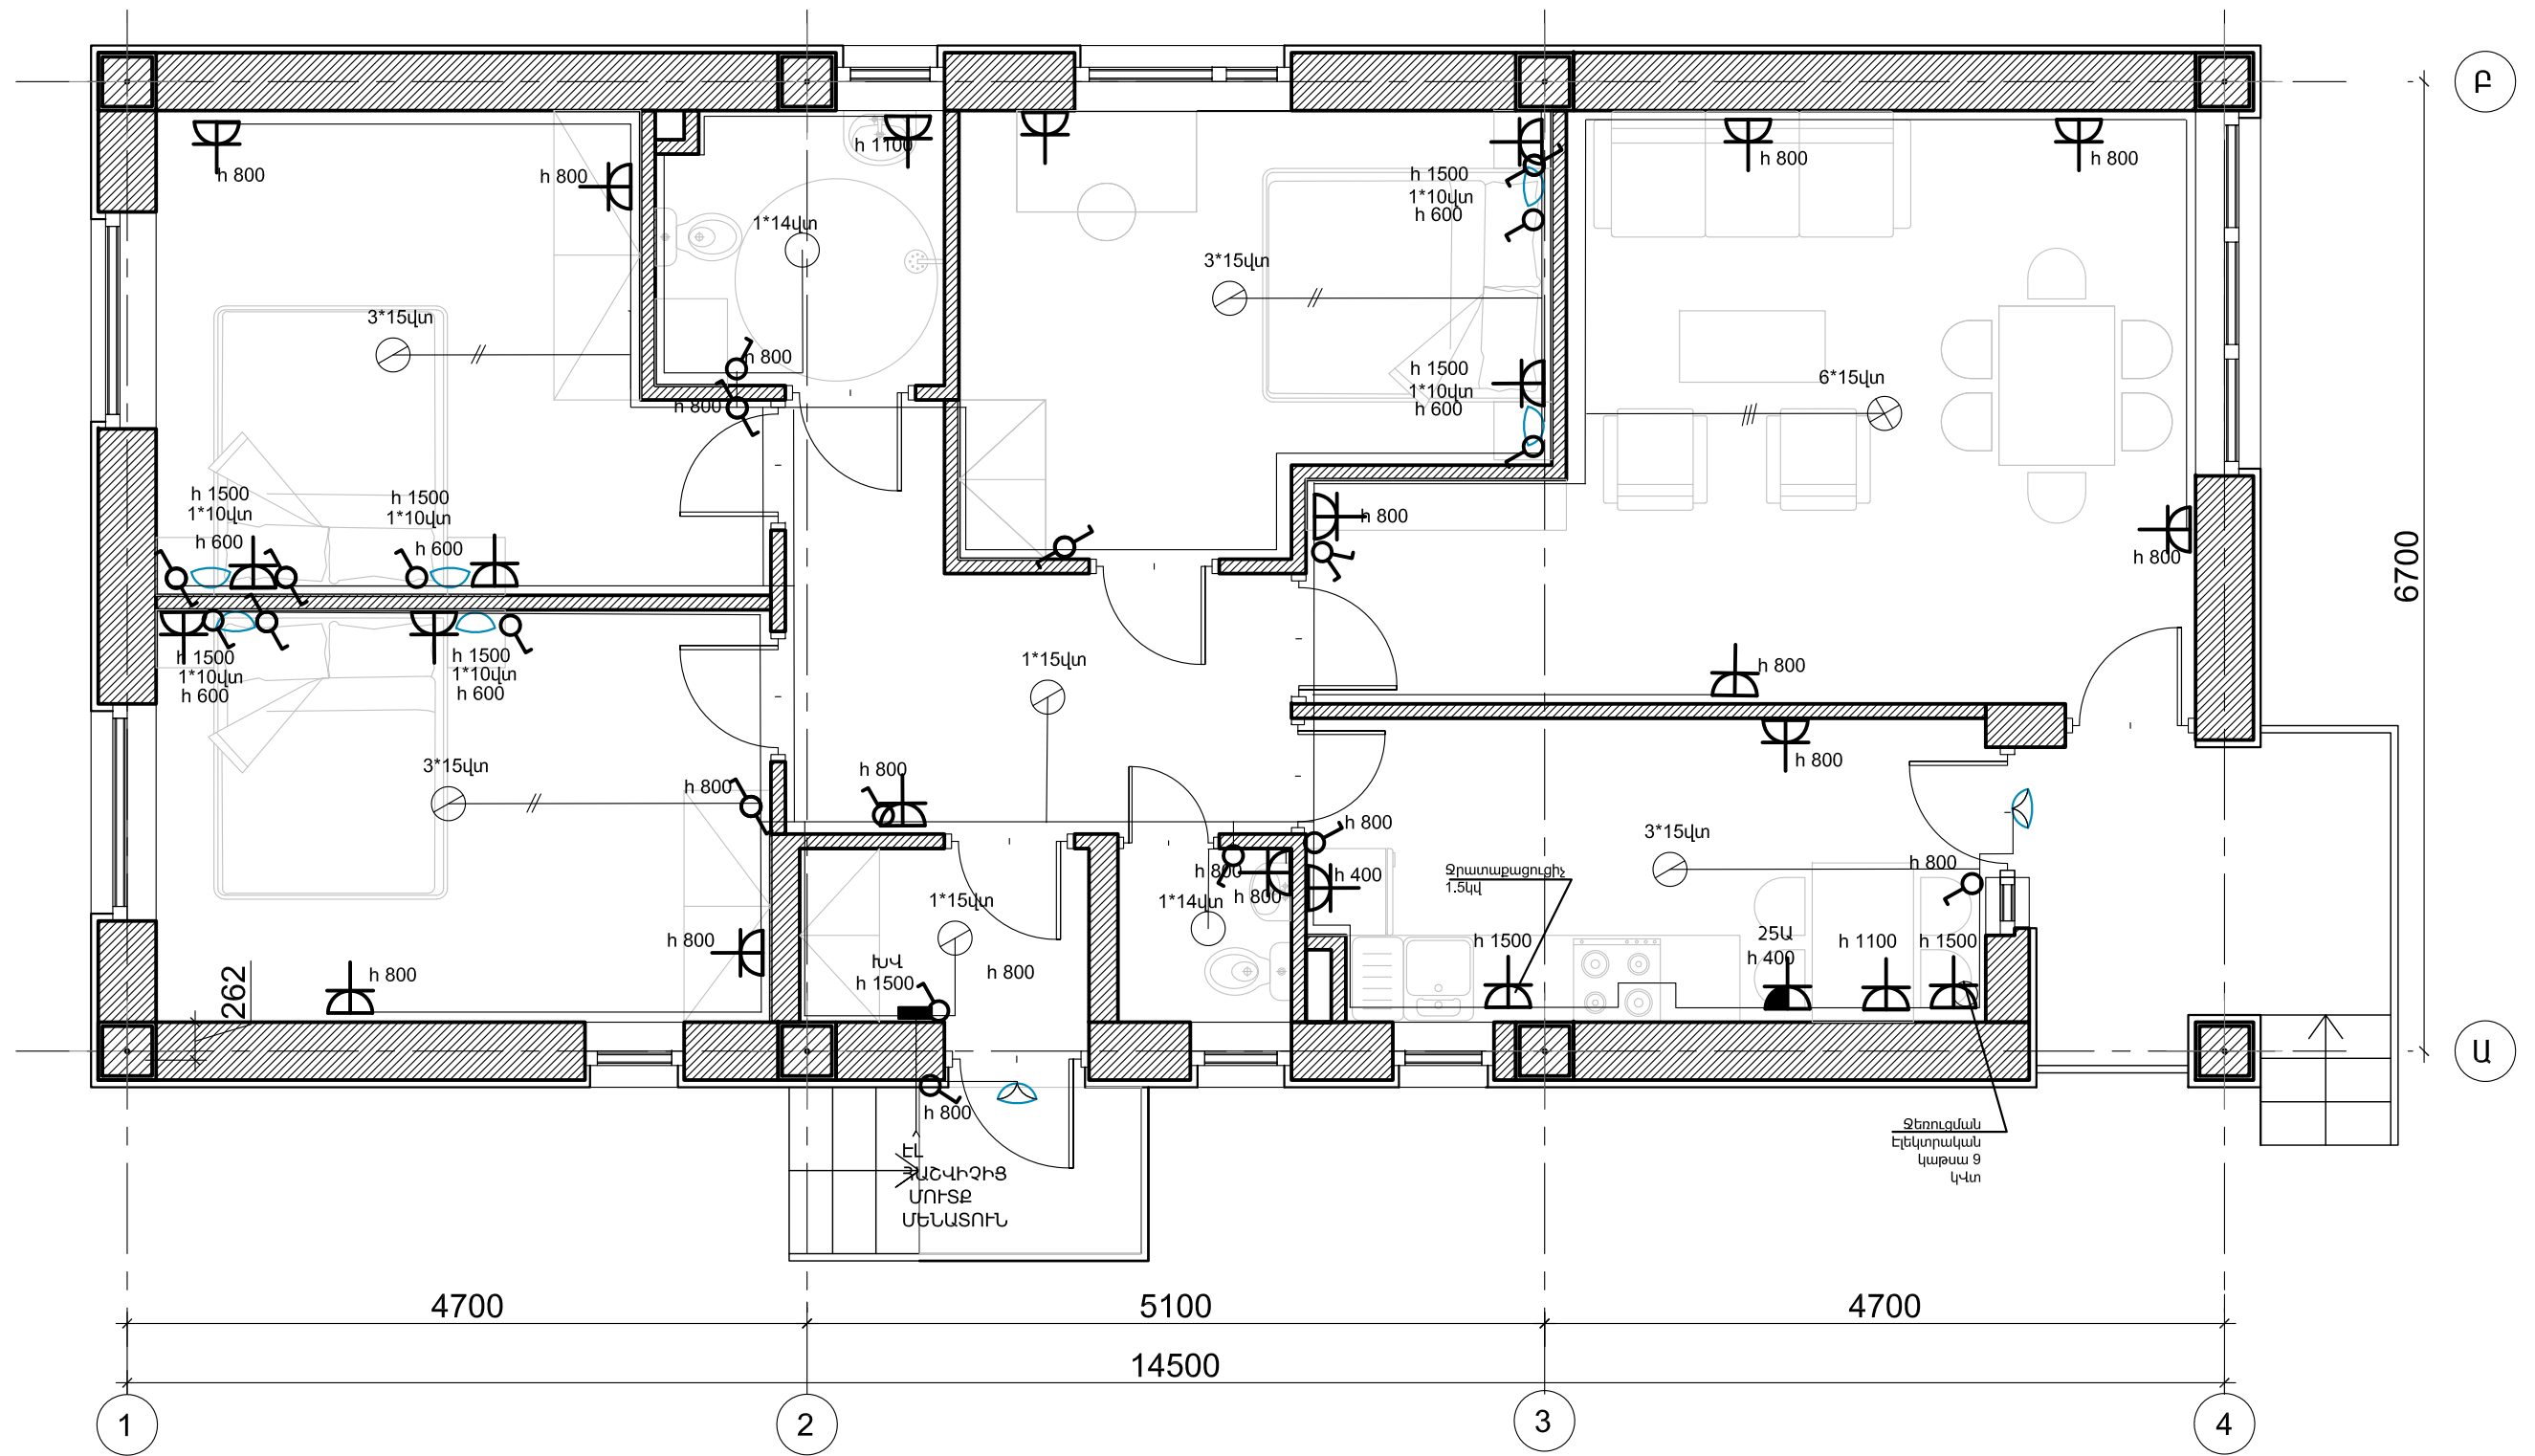 Բ
h 1100
h 800
h 800
h 800
h 800
h 1500
1*10վտ
h 600
1*14վտ
3*15վտ
3*15վտ
h 800
h 1500
1*10վտ
h 600
6*15վտ
h 800
h 1500
1*10վտ
h 600
h 1500
1*10վտ
h 600
h 800
h 800
6700
h 1500
1*10վտ
h 600
h 1500
1*10վտ
h 600
1*15վտ
h 800
3*15վտ
h 800
h 800
h 800
h 800
3*15վտ
h 800
h 800
h 800
h 400
Ջրատաքացուցիչ
1.5կվ
1*15վտ
1*14վտ
h 800
h 800
ԽՎ
h 1500
h 800
h 1500
25Ա
h 400
h 1100
h 1500
262
Ա
h 800
ԷԼ
ՀԱՇՎԻՉԻՑ
ՄՈՒՏՔ
ՄԵՆԱՏՈՒՆ
Ջեռուցման
Էլեկտրական
կաթսա 9
կՎտ
4700
5100
4700
14500
1
2
3
4